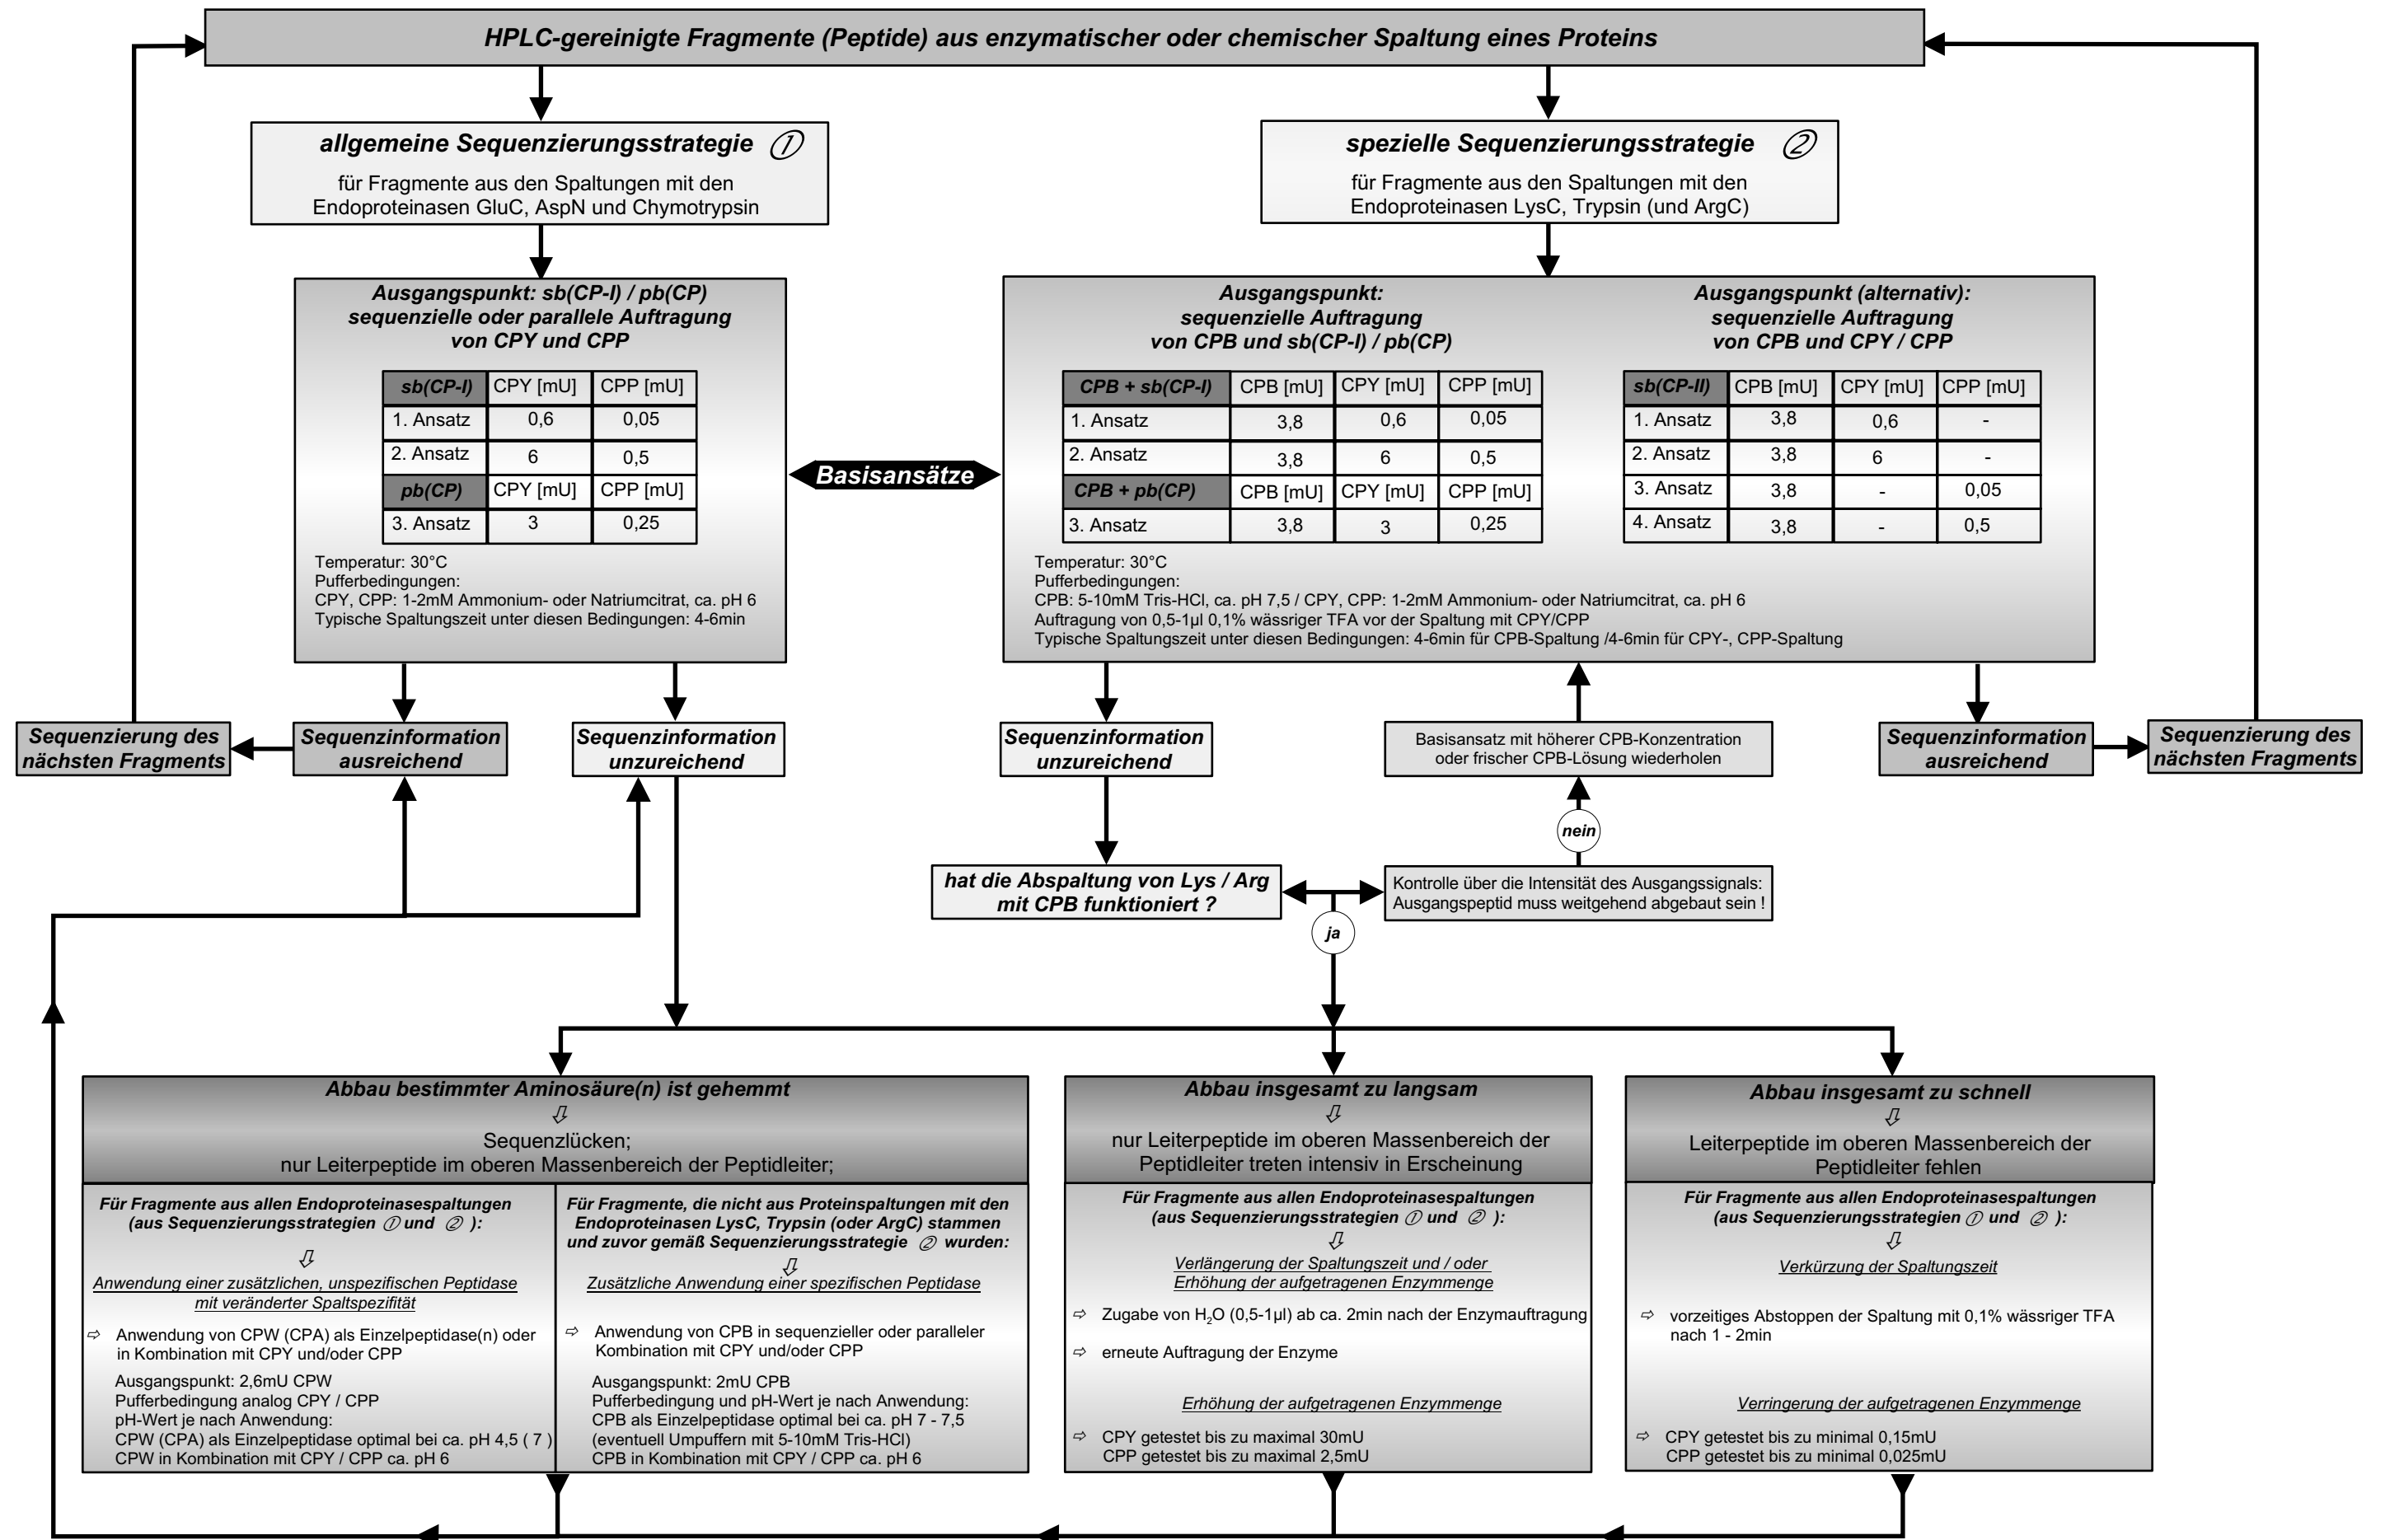 HPLC-gereinigte Fragmente (Peptide) aus enzymatischer oder chemischer Spaltung eines Proteins
allgemeine Sequenzierungsstrategie ①
für Fragmente aus den Spaltungen mit den
Endoproteinasen GluC, AspN und Chymotrypsin
spezielle Sequenzierungsstrategie ②
für Fragmente aus den Spaltungen mit den
Endoproteinasen LysC, Trypsin (und ArgC)
Ausgangspunkt: sb(CP-I) / pb(CP)
sequenzielle oder parallele Auftragung
von CPY und CPP
sb(CP-I) CPY [mU] CPP [mU]
1. Ansatz 0,6 0,05
2. Ansatz 6 0,5
pb(CP) CPY [mU] CPP [mU]
3. Ansatz 3 0,25
Temperatur: 30°C
Pufferbedingungen:
CPY, CPP: 1-2mM Ammonium- oder Natriumcitrat, ca. pH 6
Typische Spaltungszeit unter diesen Bedingungen: 4-6min
Basisansätze
Ausgangspunkt:
sequenzielle Auftragung
von CPB und sb(CP-I) / pb(CP)
CPB + sb(CP-I) CPB [mU] CPY [mU] CPP [mU]
1. Ansatz 3,8 0,6 0,05
2. Ansatz 3,8 6 0,5
CPB + pb(CP) CPB [mU] CPY [mU] CPP [mU]
3. Ansatz 3,8 3 0,25
Ausgangspunkt (alternativ):
sequenzielle Auftragung
von CPB und CPY / CPP
sb(CP-II) CPB [mU] CPY [mU] CPP [mU]
1. Ansatz 3,8 0,6 -
2. Ansatz 3,8 6 -
3. Ansatz 3,8 - 0,05
4. Ansatz 3,8 - 0,5
Temperatur: 30°C
Pufferbedingungen:
CPB: 5-10mM Tris-HCl, ca. pH 7,5 / CPY, CPP: 1-2mM Ammonium- oder Natriumcitrat, ca. pH 6
Auftragung von 0,5-1µl 0,1% wässriger TFA vor der Spaltung mit CPY/CPP
Typische Spaltungszeit unter diesen Bedingungen: 4-6min für CPB-Spaltung /4-6min für CPY-, CPP-Spaltung
Sequenzierung des
nächsten Fragments
Sequenzinformation
ausreichend
Sequenzinformation
unzureichend
Sequenzinformation
unzureichend
Basisansatz mit höherer CPB-Konzentration
oder frischer CPB-Lösung wiederholen
Sequenzinformation
ausreichend
Sequenzierung des
nächsten Fragments
nein
hat die Abspaltung von Lys / Arg
mit CPB funktioniert ?
Kontrolle über die Intensität des Ausgangssignals:
Ausgangspeptid muss weitgehend abgebaut sein !
ja
Abbau bestimmter Aminosäure(n) ist gehemmt
⇩
Sequenzlücken;
nur Leiterpeptide im oberen Massenbereich der Peptidleiter;
Für Fragmente aus allen Endoproteinasespaltungen
(aus Sequenzierungsstrategien ① und ② ):
⇩
Anwendung einer zusätzlichen, unspezifischen Peptidase
mit veränderter Spaltspezifität
⇨ Anwendung von CPW (CPA) als Einzelpeptidase(n) oder
in Kombination mit CPY und/oder CPP
Ausgangspunkt: 2,6mU CPW
Pufferbedingung analog CPY / CPP
pH-Wert je nach Anwendung:
CPW (CPA) als Einzelpeptidase optimal bei ca. pH 4,5 ( 7 )
CPW in Kombination mit CPY / CPP ca. pH 6
Für Fragmente, die nicht aus Proteinspaltungen mit den
Endoproteinasen LysC, Trypsin (oder ArgC) stammen
und zuvor gemäß Sequenzierungsstrategie ② wurden:
⇩
Zusätzliche Anwendung einer spezifischen Peptidase
⇨ Anwendung von CPB in sequenzieller oder paralleler
Kombination mit CPY und/oder CPP
Ausgangspunkt: 2mU CPB
Pufferbedingung und pH-Wert je nach Anwendung:
CPB als Einzelpeptidase optimal bei ca. pH 7 - 7,5
(eventuell Umpuffern mit 5-10mM Tris-HCl)
CPB in Kombination mit CPY / CPP ca. pH 6
Abbau insgesamt zu langsam
⇩
nur Leiterpeptide im oberen Massenbereich der
Peptidleiter treten intensiv in Erscheinung
Für Fragmente aus allen Endoproteinasespaltungen
(aus Sequenzierungsstrategien ① und ② ):
⇩
Verlängerung der Spaltungszeit und / oder
Erhöhung der aufgetragenen Enzymmenge
⇨ Zugabe von H₂O (0,5-1µl) ab ca. 2min nach der Enzymauftragung
⇨ erneute Auftragung der Enzyme
Erhöhung der aufgetragenen Enzymmenge
⇨ CPY getestet bis zu maximal 30mU
CPP getestet bis zu maximal 2,5mU
Abbau insgesamt zu schnell
⇩
Leiterpeptide im oberen Massenbereich der
Peptidleiter fehlen
Für Fragmente aus allen Endoproteinasespaltungen
(aus Sequenzierungsstrategien ① und ② ):
⇩
Verkürzung der Spaltungszeit
⇨ vorzeitiges Abstoppen der Spaltung mit 0,1% wässriger TFA
nach 1 - 2min
Verringerung der aufgetragenen Enzymmenge
⇨ CPY getestet bis zu minimal 0,15mU
CPP getestet bis zu minimal 0,025mU